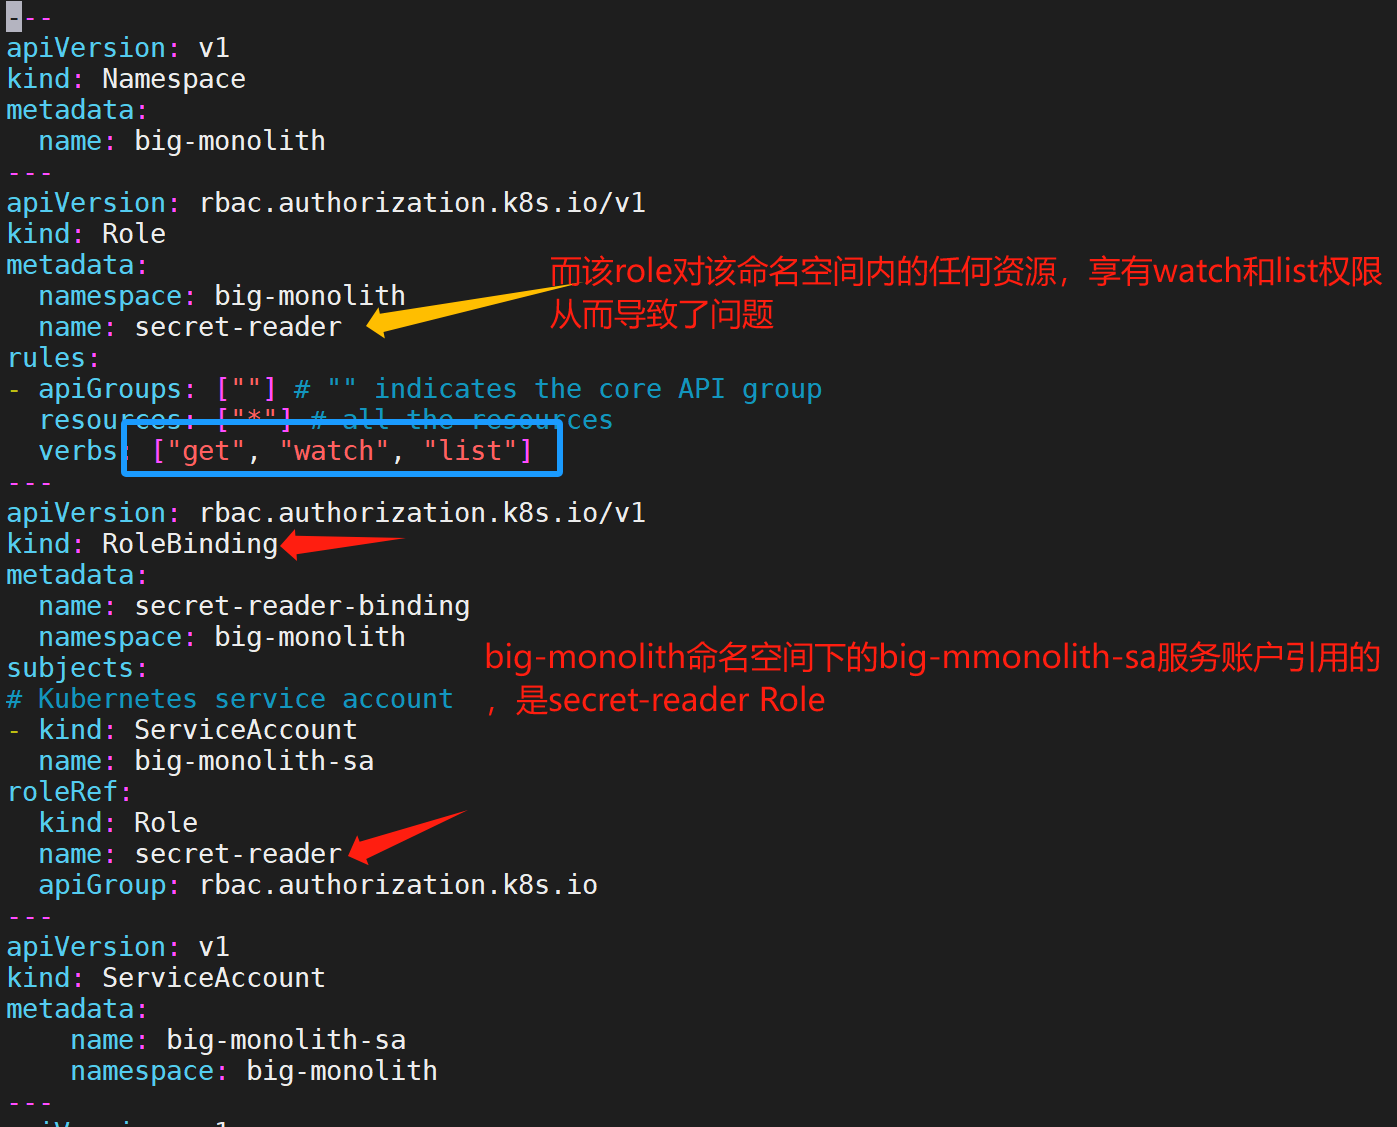 ---
apiVersion: v1
kind: Namespace
metadata:
  name: big-monolith
---
apiVersion: rbac.authorization.k8s.io/v1
kind: Role
metadata:
  namespace: big-monolith
  name: secret-reader
而该role对该命名空间内的任何资源，享有watch和list权限
从而导致了问题
rules:
- apiGroups: [""] # "" indicates the core API group
  resources: ["*"] # all the resources
  verbs: ["get", "watch", "list"]
---
apiVersion: rbac.authorization.k8s.io/v1
kind: RoleBinding
metadata:
  name: secret-reader-binding
  namespace: big-monolith
subjects:
big-monolith命名空间下的big-mmonolith-sa服务账户引用的
，是secret-reader Role
# Kubernetes service account
- kind: ServiceAccount
  name: big-monolith-sa
roleRef:
  kind: Role
  name: secret-reader
  apiGroup: rbac.authorization.k8s.io
---
apiVersion: v1
kind: ServiceAccount
metadata:
    name: big-monolith-sa
    namespace: big-monolith
---